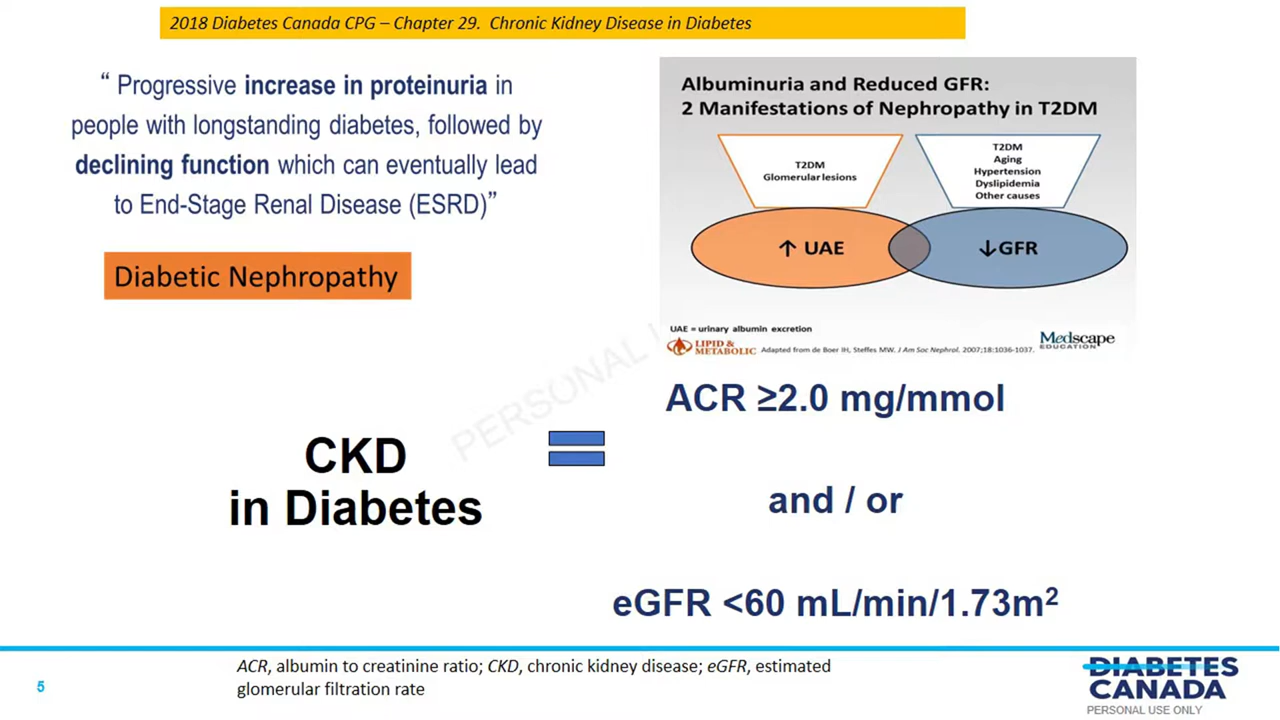 2018 Diabetes Canada CPG – Chapter 29. Chronic Kidney Disease in Diabetes
“ Progressive increase in proteinuria in
people with longstanding diabetes, followed by
declining function which can eventually lead
to End-Stage Renal Disease (ESRD)”
Diabetic Nephropathy
Albuminuria and Reduced GFR:
2 Manifestations of Nephropathy in T2DM
T2DM
Glomerular lesions
T2DM
Aging
Hypertension
Dyslipidemia
Other causes
↑ UAE
↓GFR
UAE = urinary albumin excretion
LIPID &
METABOLIC
Adapted from de Boer IH, Steffes MW. J Am Soc Nephrol. 2007;18:1036-1037.
Medscape
EDUCATION
PERSONAL
CKD
in Diabetes
=
ACR ≥2.0 mg/mmol
and / or
eGFR <60 mL/min/1.73m²
ACR, albumin to creatinine ratio; CKD, chronic kidney disease; eGFR, estimated
glomerular filtration rate
5
DIABETES
CANADA
PERSONAL USE ONLY